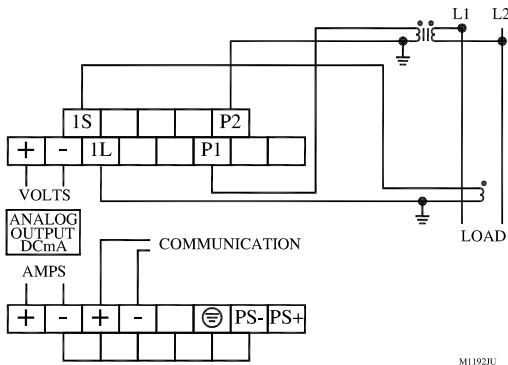 L1 L2
1S P2
+ - 1L P1
VOLTS
ANALOG
OUTPUT
DCmA
LOAD
COMMUNICATION
AMPS
+ - + - PS- PS+
M1192JU